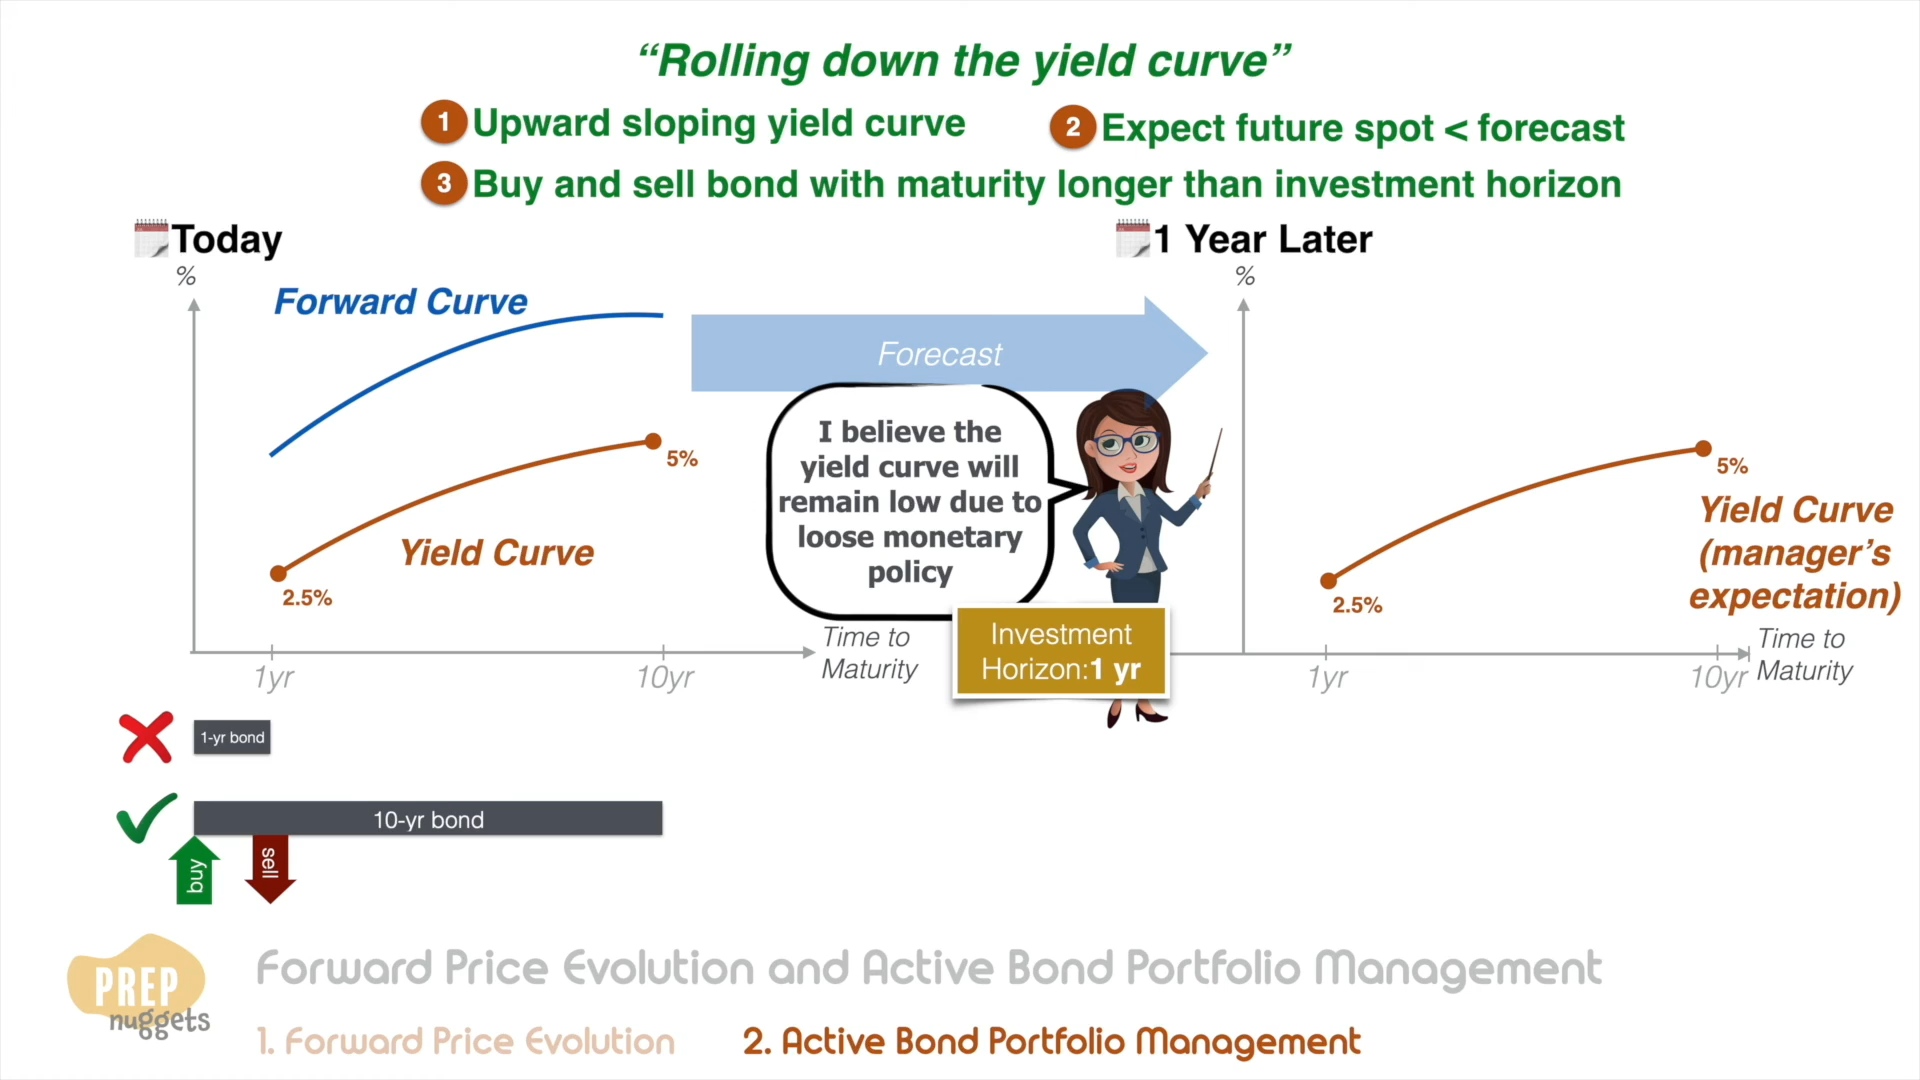 “Rolling down the yield curve”
1 Upward sloping yield curve
2 Expect future spot < forecast
3 Buy and sell bond with maturity longer than investment horizon
Today
%
Forward Curve
5%
Yield Curve
2.5%
1yr
10yr
Time to
Maturity
Forecast
I believe the
yield curve will
remain low due to
loose monetary
policy
Investment
Horizon:1 yr
1 Year Later
%
5%
Yield Curve
(manager’s
expectation)
2.5%
1yr
10yr
Time to
Maturity
1-yr bond
10-yr bond
buy
sell
PREP
nuggets
Forward Price Evolution and Active Bond Portfolio Management
1. Forward Price Evolution
2. Active Bond Portfolio Management